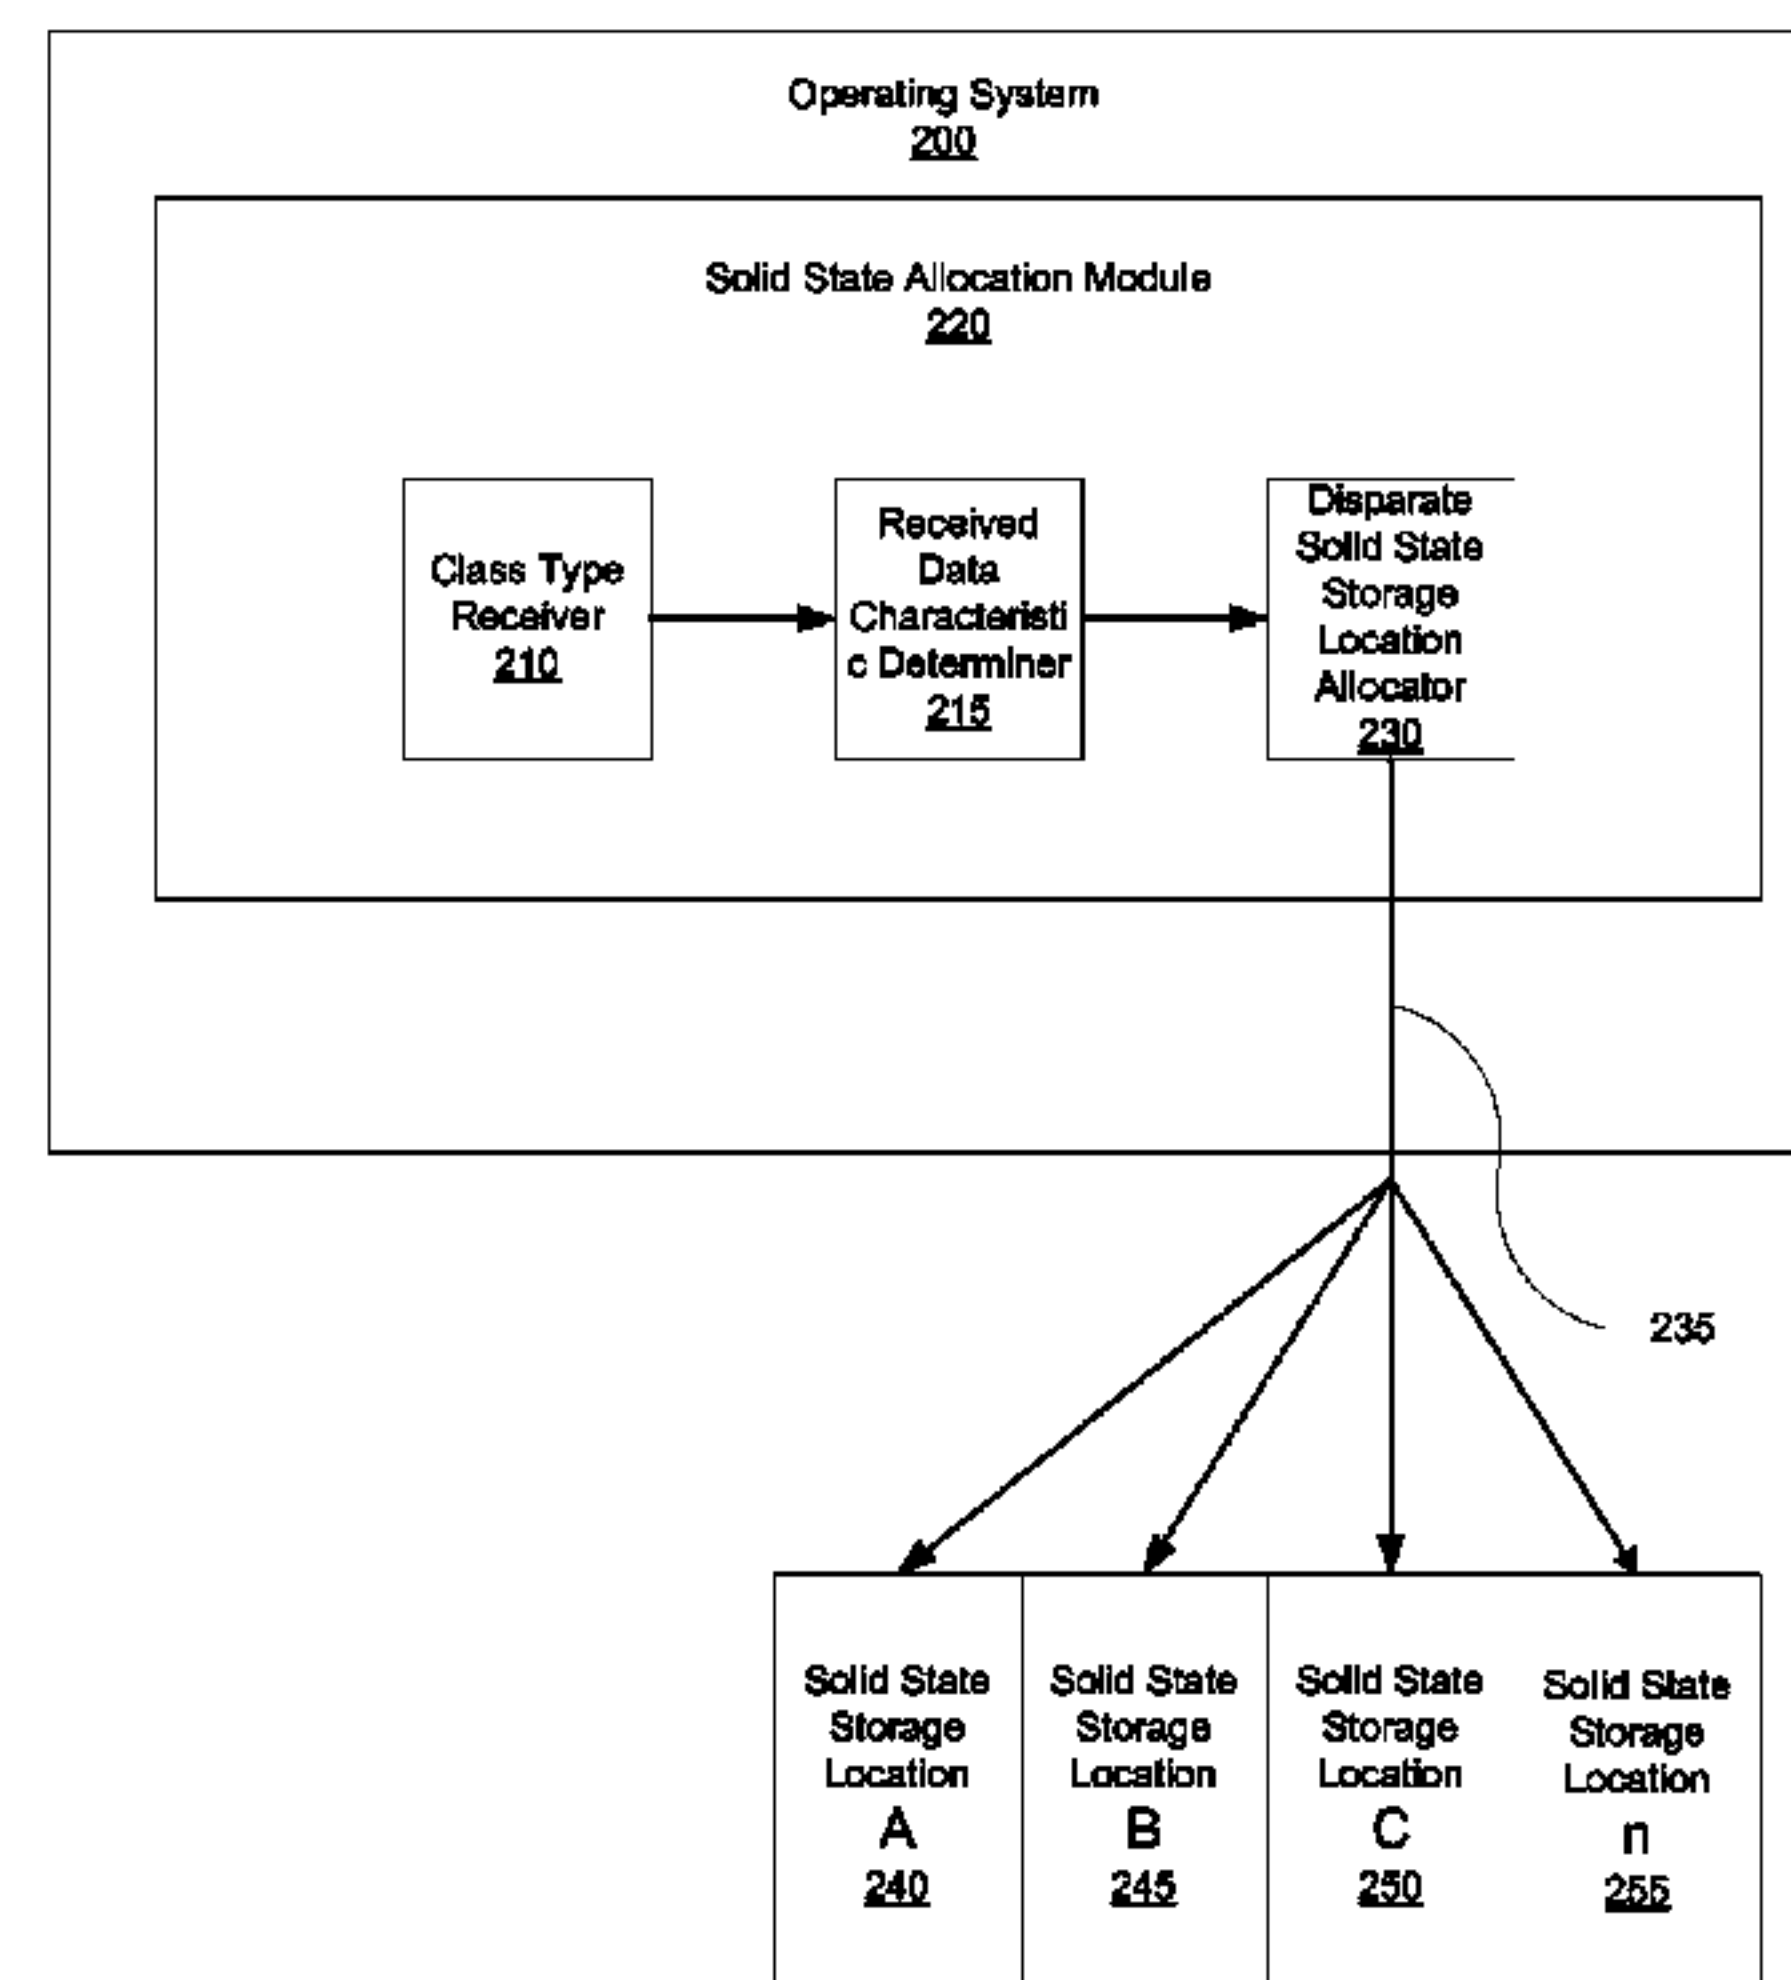 Operating System
200
Solid State Allocation Module
220
Class Type
Receiver
210
Received
Data
Characteristi
c Determiner
215
Disparate
Solid State
Storage
Location
Allocator
230
235
Solid State
Storage
Location
A
240
Solid State
Storage
Location
B
245
Solid State
Storage
Location
C
250
Solid State
Storage
Location
n
255